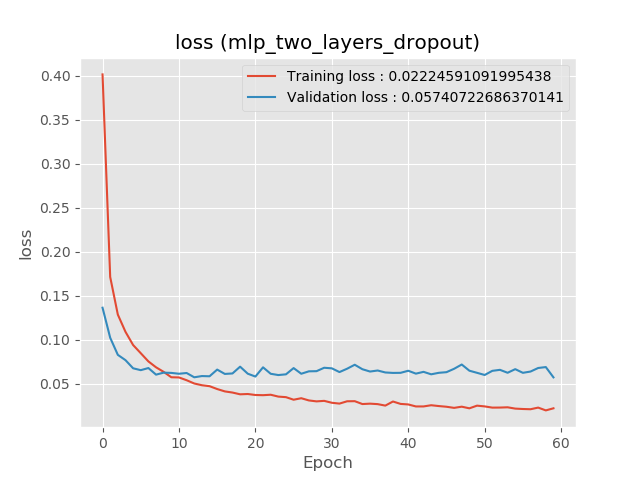 loss (mlp_two_layers_dropout)
Training loss : 0.02224591091995438
Validation loss : 0.05740722686370141
0.40
0.35
0.30
0.25
0.20
0.15
0.10
0.05
loss
0 10 20 30 40 50 60
Epoch